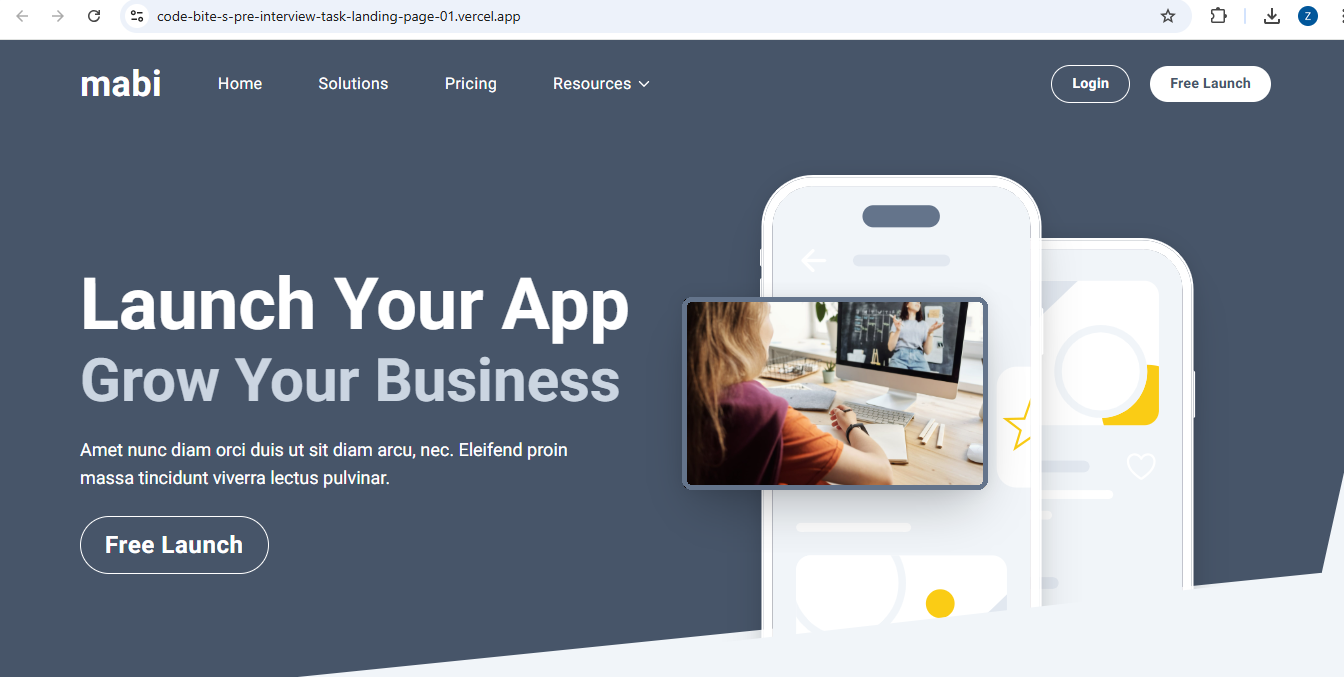 code-bite-s-pre-interview-task-landing-page-01.vercel.app
Z
mabi Home Solutions Pricing Resources Login Free Launch
Launch Your App
Grow Your Business
Amet nunc diam orci duis ut sit diam arcu, nec. Eleifend proin
massa tincidunt viverra lectus pulvinar.
Free Launch